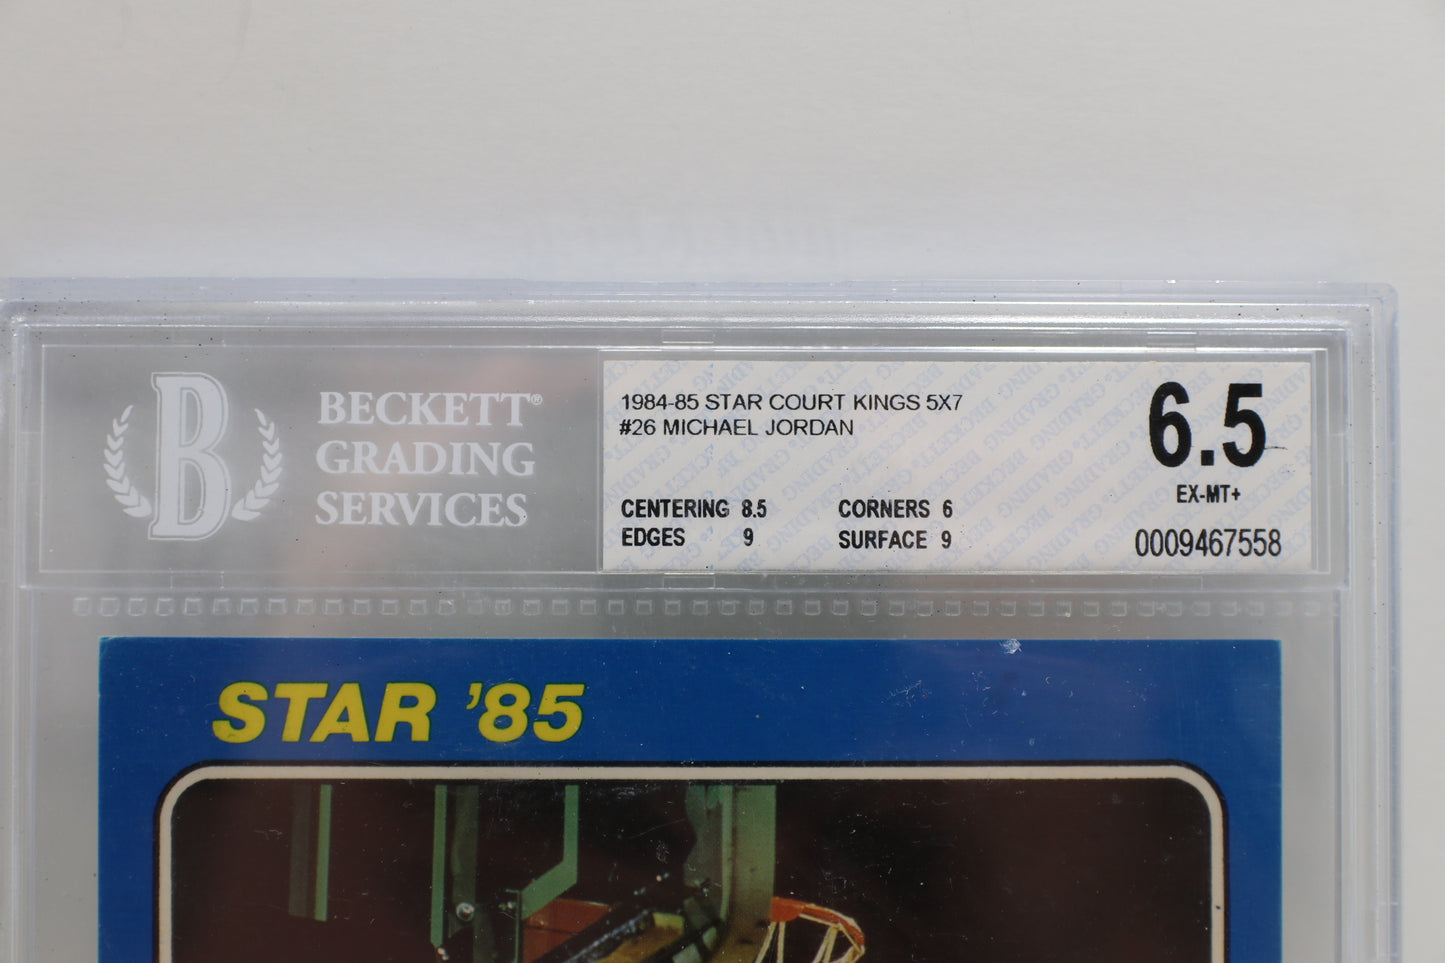 B
BECKETT®
GRADING
SERVICES
1984-85 STAR COURT KINGS 5X7
#26 MICHAEL JORDAN
CENTERING 8.5 CORNERS 6
EDGES 9 SURFACE 9
6.5
EX-MT+
0009467558
STAR '85